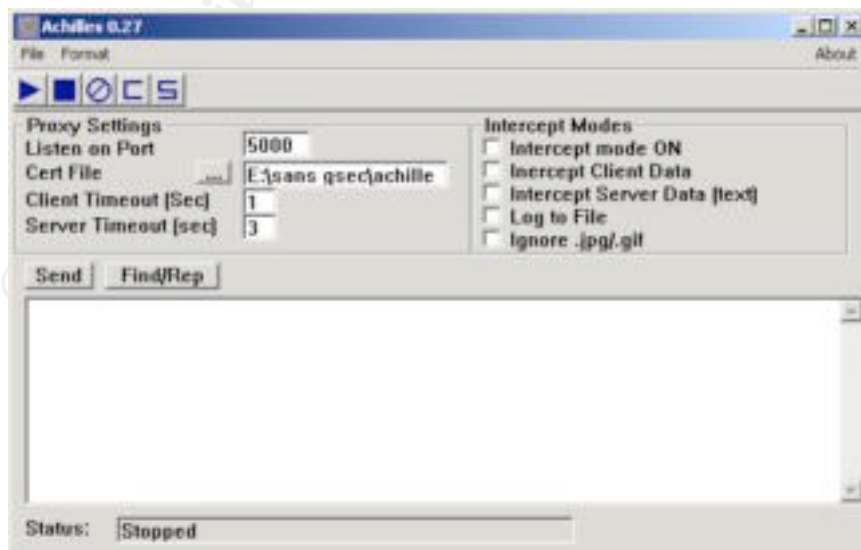 Achilles 0.27
File Format About
Proxy Settings
Listen on Port 5000
Cert File ... E:\sans gsec\achille
Client Timeout (Sec) 1
Server Timeout (sec) 3
Intercept Modes
Intercept mode ON
Inercept Client Data
Intercept Server Data (text)
Log to File
Ignore .jpg/.gif
Send Find/Rep
Status: Stopped